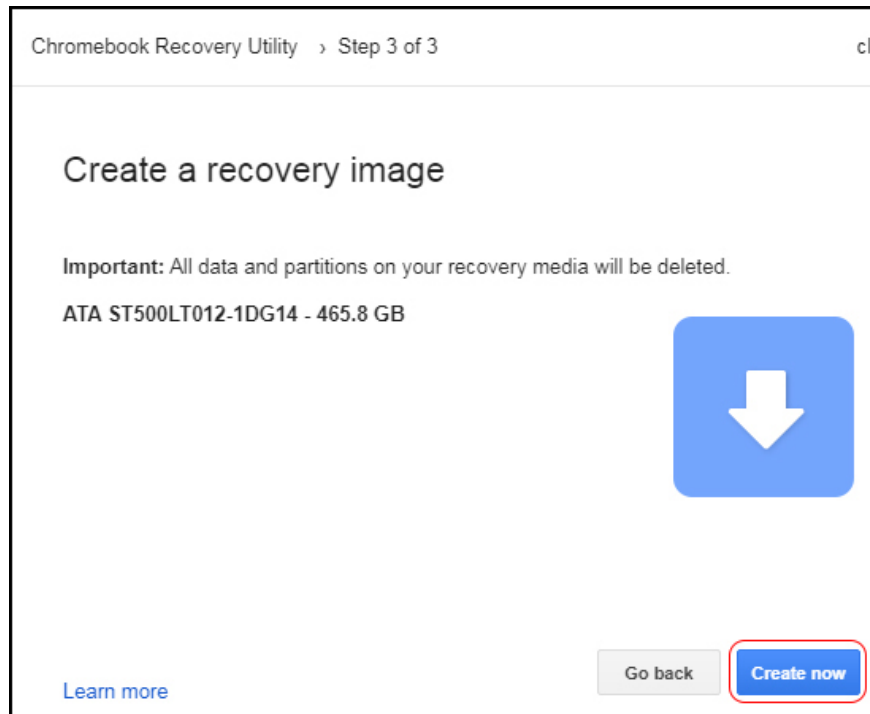 Chromebook Recovery Utility › Step 3 of 3
Create a recovery image
Important: All data and partitions on your recovery media will be deleted.
ATA ST500LT012-1DG14 - 465.8 GB
Go back
Create now
Learn more